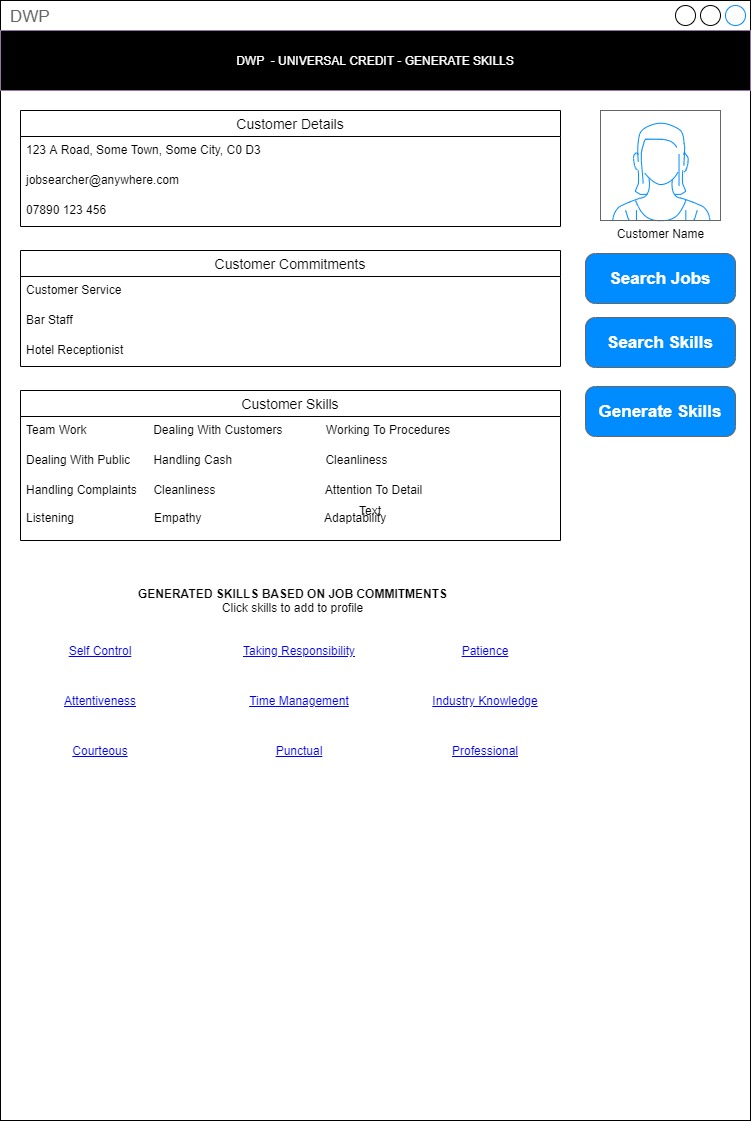 DWP
DWP - UNIVERSAL CREDIT - GENERATE SKILLS
Customer Details
123 A Road, Some Town, Some City, C0 D3
jobsearcher@anywhere.com
07890 123 456
Customer Name
Customer Commitments
Customer Service
Bar Staff
Hotel Receptionist
Search Jobs
Search Skills
Generate Skills
Customer Skills
Team Work Dealing With Customers Working To Procedures
Dealing With Public Handling Cash Cleanliness
Handling Complaints Cleanliness Attention To Detail
Text
Listening Empathy Adaptability
GENERATED SKILLS BASED ON JOB COMMITMENTS
Click skills to add to profile
Self Control Taking Responsibility Patience
Attentiveness Time Management Industry Knowledge
Courteous Punctual Professional